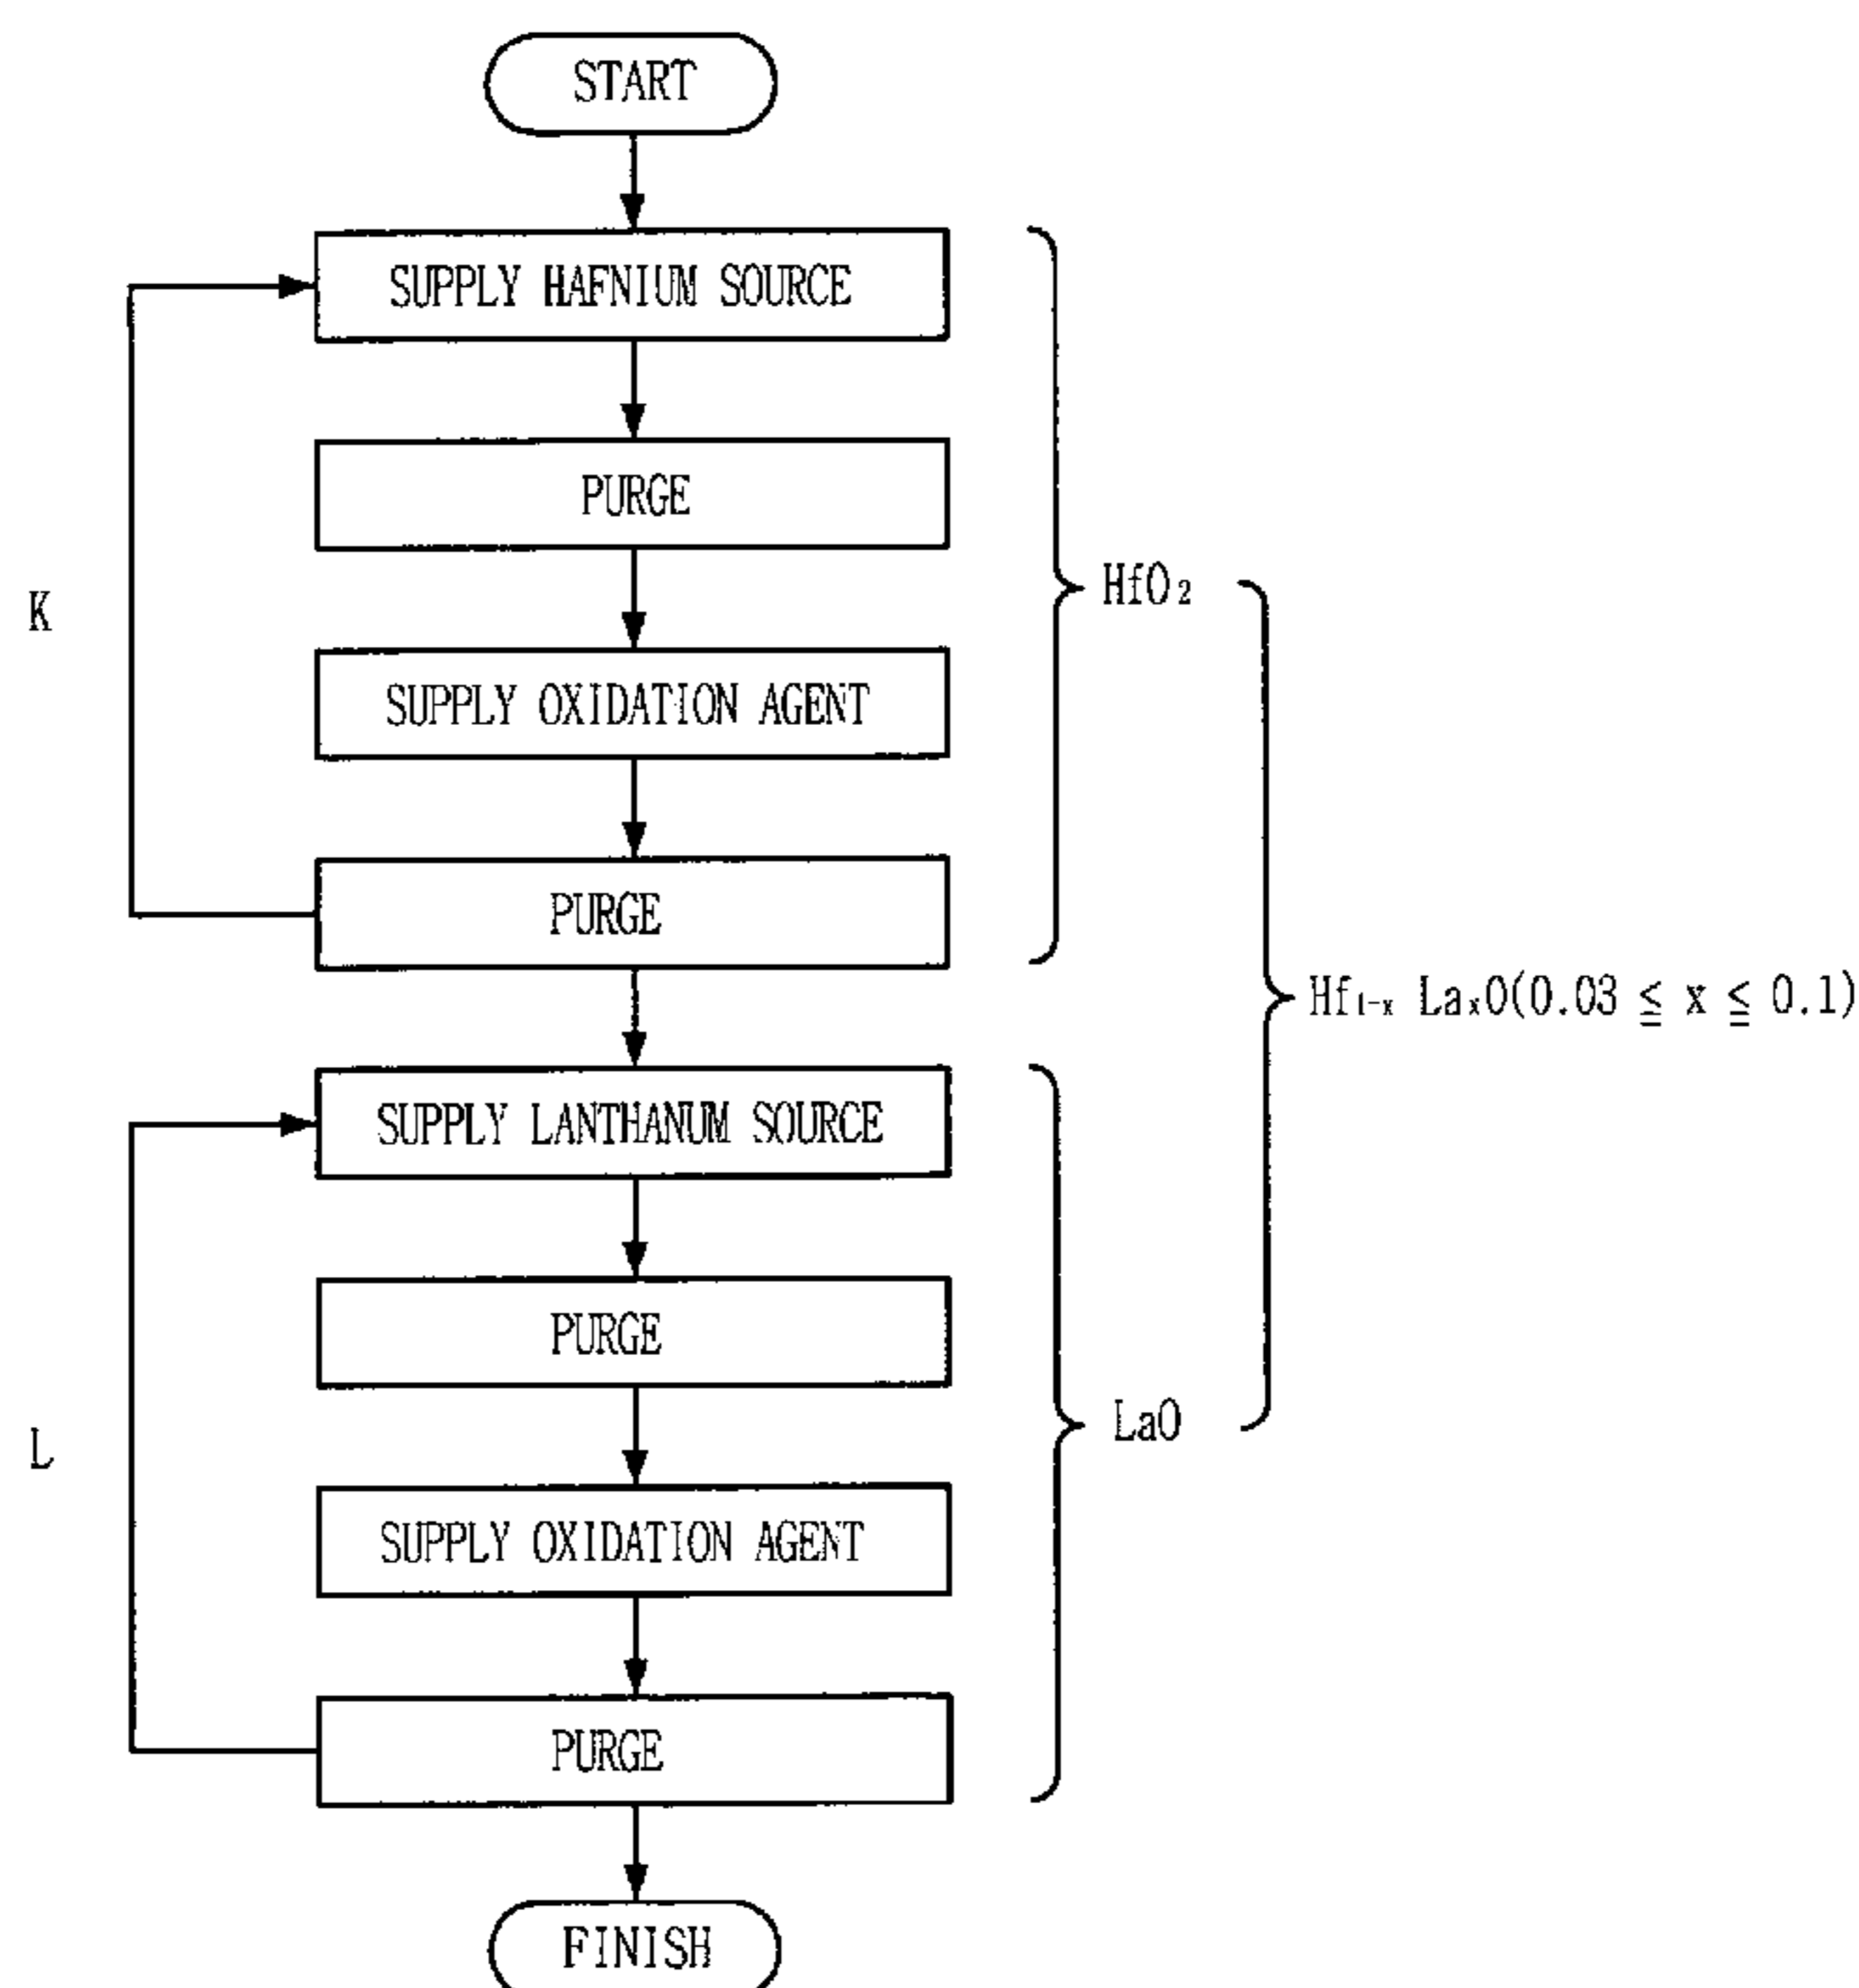 START
SUPPLY HAFNIUM SOURCE
PURGE
HfO₂
K
SUPPLY OXIDATION AGENT
PURGE
Hf₁₋ₓ LaₓO(0.03 ≦ x ≦ 0.1)
SUPPLY LANTHANUM SOURCE
PURGE
LaO
L
SUPPLY OXIDATION AGENT
PURGE
FINISH